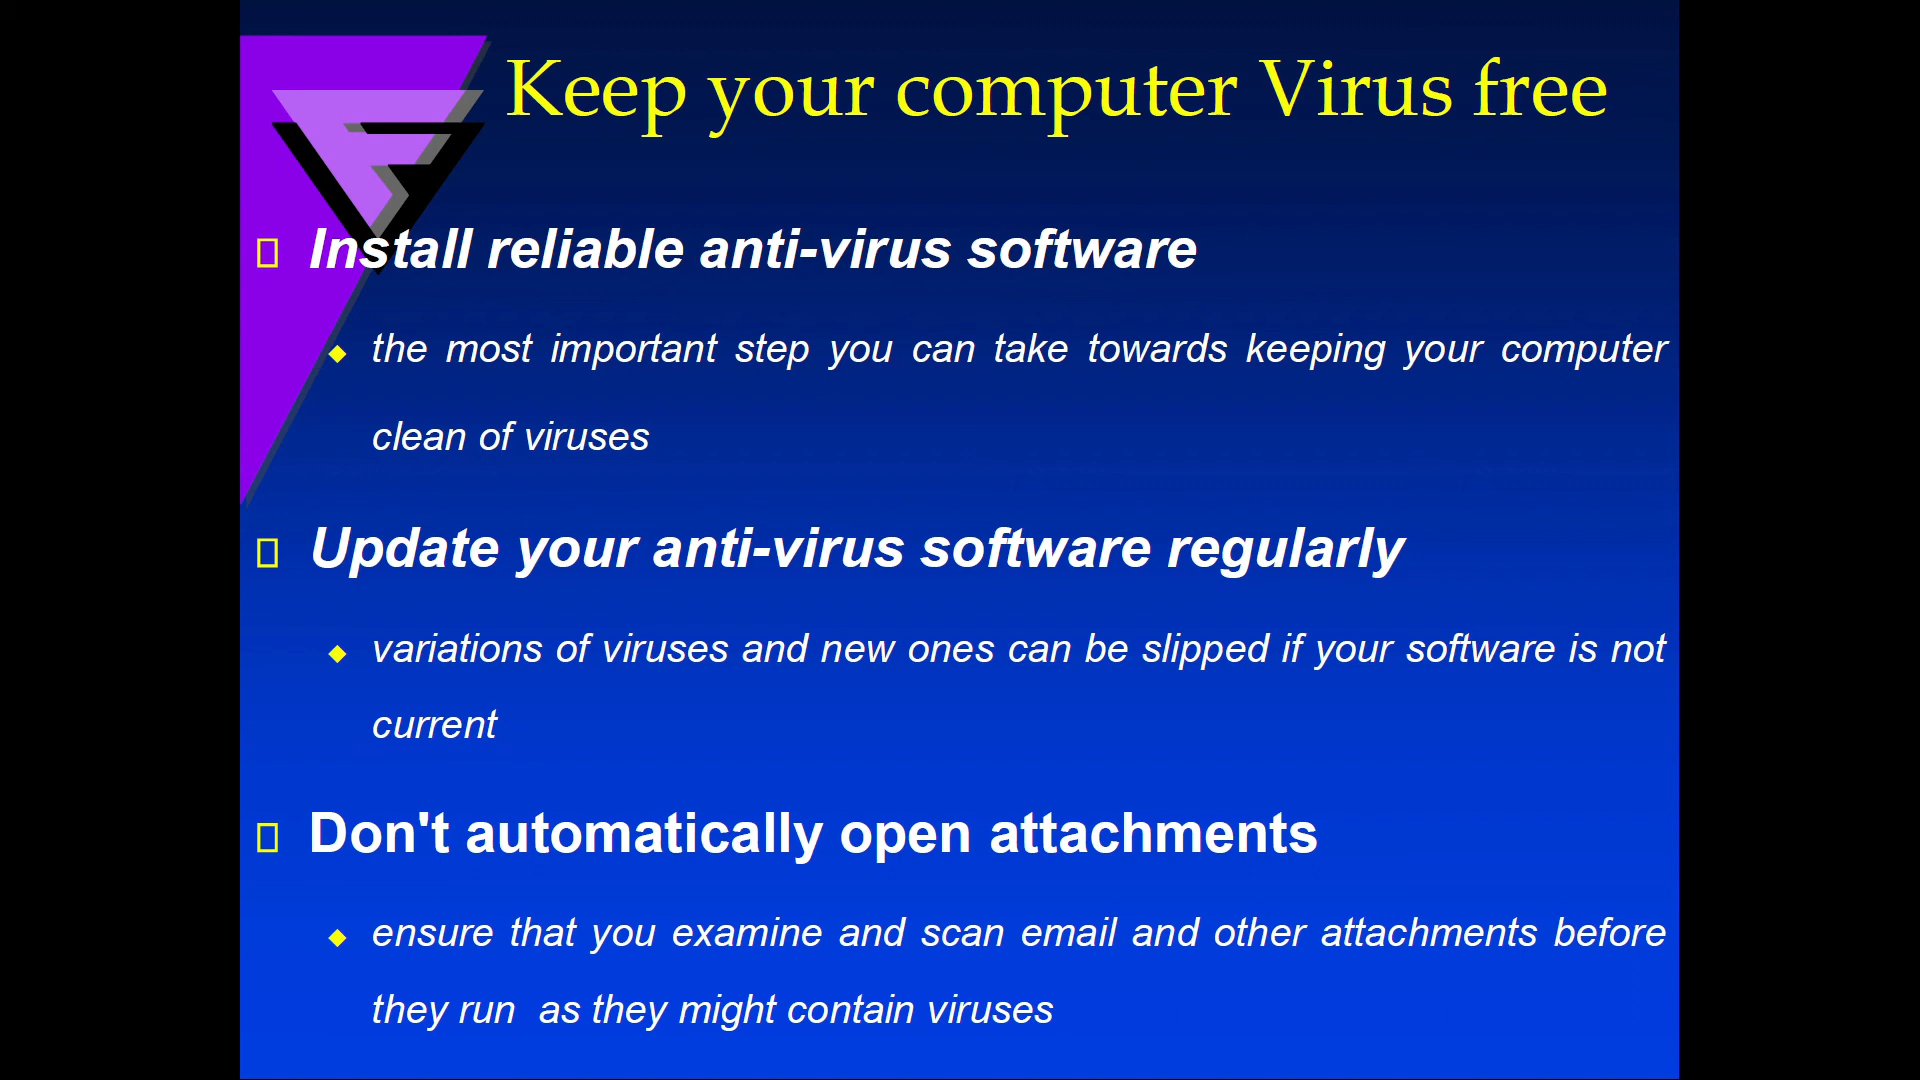 Keep your computer Virus free
Install reliable anti-virus software
the most important step you can take towards keeping your computer
clean of viruses
Update your anti-virus software regularly
variations of viruses and new ones can be slipped if your software is not
current
Don't automatically open attachments
ensure that you examine and scan email and other attachments before
they run  as they might contain viruses